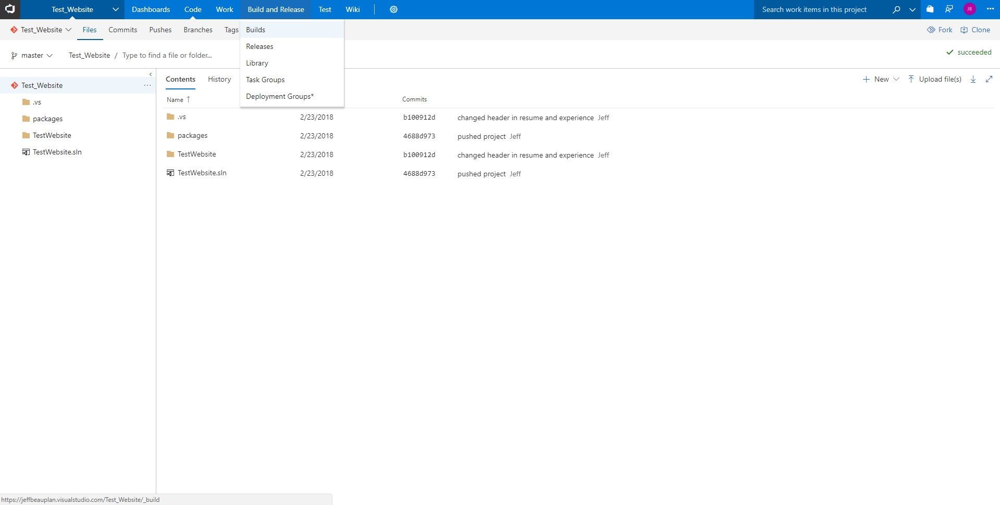 Test_Website Dashboards Code Work Build and Release Test Wiki Search work items in this project JB
Test_Website Files Commits Pushes Branches Tags Fork Clone
Builds
Releases
Library
Task Groups
Deployment Groups*
master Test_Website / Type to find a file or folder... succeeded
Test_Website
.vs
packages
TestWebsite
TestWebsite.sln
Contents History New Upload file(s)
Name ↑ Commits
.vs 2/23/2018 b100912d changed header in resume and experience Jeff
packages 2/23/2018 4688d973 pushed project Jeff
TestWebsite 2/23/2018 b100912d changed header in resume and experience Jeff
TestWebsite.sln 2/23/2018 4688d973 pushed project Jeff
https://jeffbeauplan.visualstudio.com/Test_Website/_build